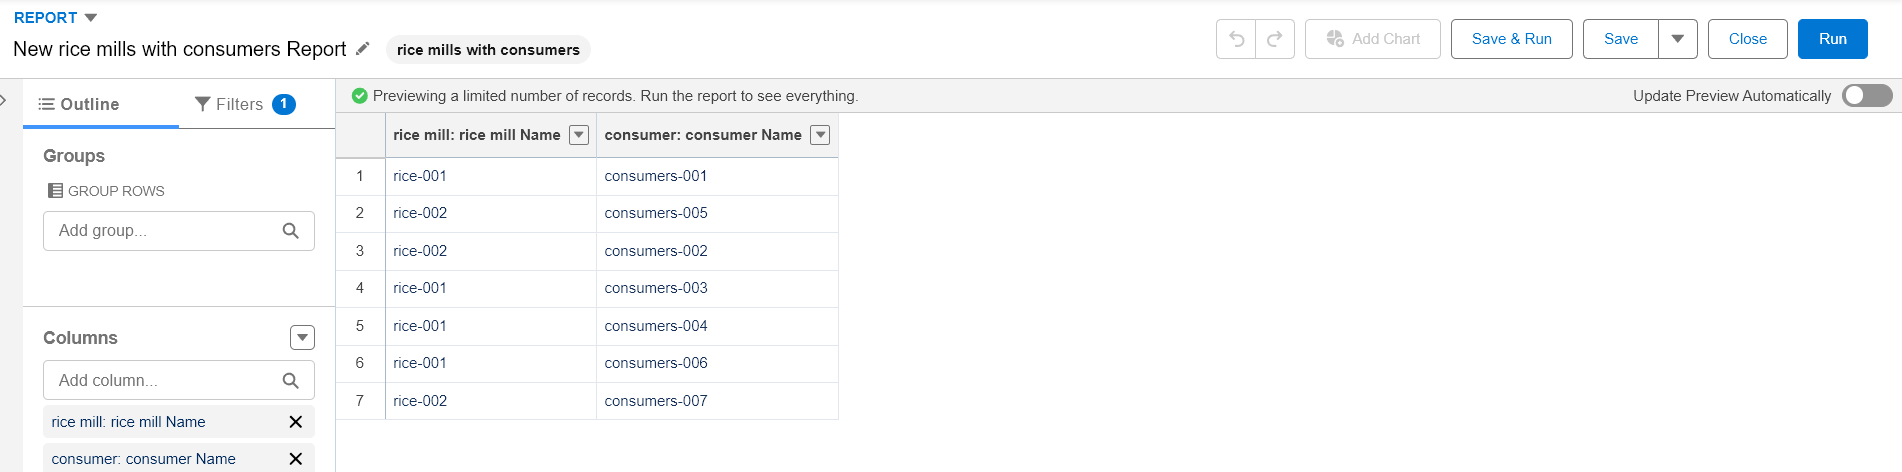 REPORT
New rice mills with consumers Report
rice mills with consumers
Add Chart
Save & Run
Save
Close
Run
Outline
Filters 1
Previewing a limited number of records. Run the report to see everything.
Update Preview Automatically
Groups
GROUP ROWS
Add group...
Columns
Add column...
rice mill: rice mill Name
consumer: consumer Name
rice mill: rice mill Name consumer: consumer Name
1 rice-001 consumers-001
2 rice-002 consumers-005
3 rice-002 consumers-002
4 rice-001 consumers-003
5 rice-001 consumers-004
6 rice-001 consumers-006
7 rice-002 consumers-007